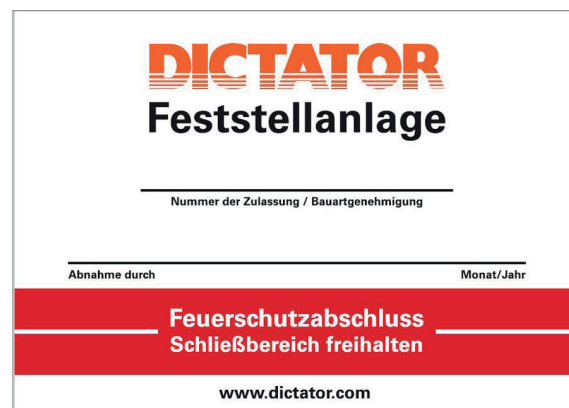 DICTATOR
Feststellanlage
Nummer der Zulassung / Bauartgenehmigung
Abnahme durch Monat/Jahr
Feuerschutzabschluss
Schließbereich freihalten
www.dictator.com